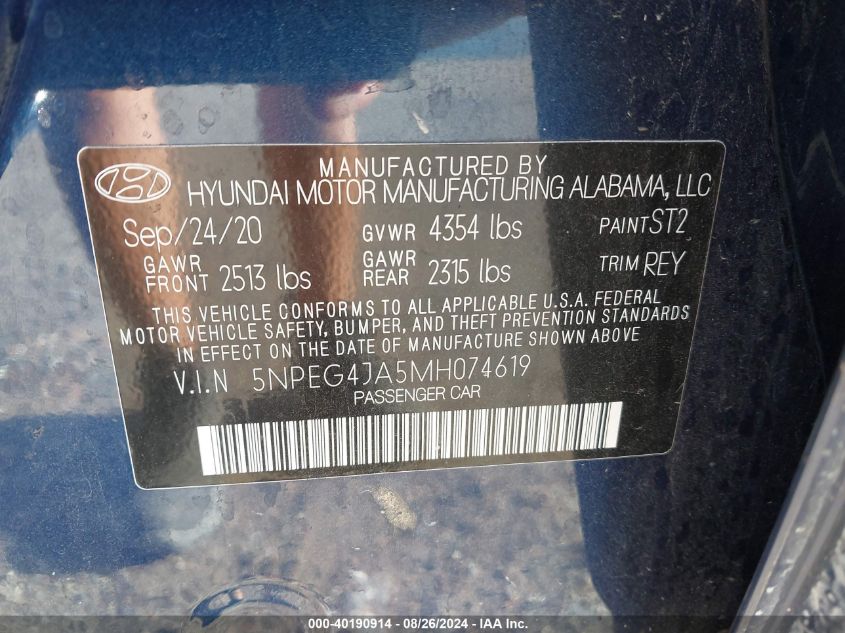 MANUFACTURED BY
HYUNDAI MOTOR MANUFACTURING ALABAMA, LLC
Sep/24/20 GVWR 4354 lbs PAINT ST2
GAWR FRONT 2513 lbs GAWR REAR 2315 lbs TRIM REY
THIS VEHICLE CONFORMS TO ALL APPLICABLE U.S.A. FEDERAL
MOTOR VEHICLE SAFETY, BUMPER, AND THEFT PREVENTION STANDARDS
IN EFFECT ON THE DATE OF MANUFACTURE SHOWN ABOVE
V.I.N 5NPEG4JA5MH074619
PASSENGER CAR
000-40190914 - 08/26/2024 - IAA Inc.